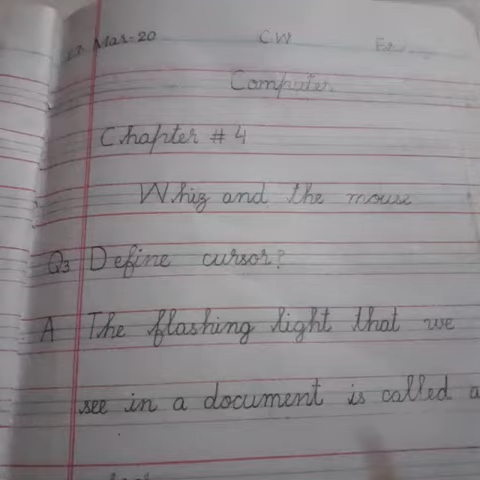 Mar-20 CW
Computer
Chapter # 4
Whiz and the mouse
Q3 Define cursor?
A The flashing light that we
see in a document is called a